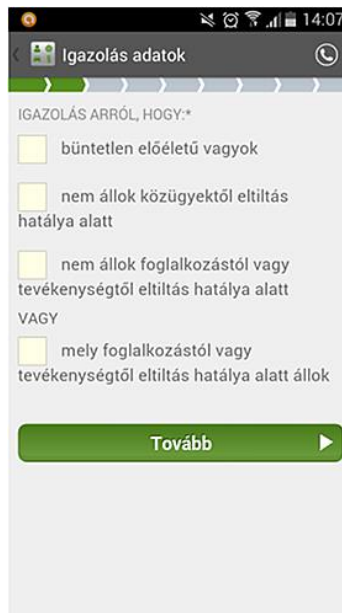 14:07
Igazolás adatok
IGAZOLÁS ARRÓL, HOGY:*
büntetlen előéletű vagyok
nem állok közügyektől eltiltás
hatálya alatt
nem állok foglalkozástól vagy
tevékenységtől eltiltás hatálya alatt
VAGY
mely foglalkozástól vagy
tevékenységtől eltiltás hatálya alatt állok
Tovább